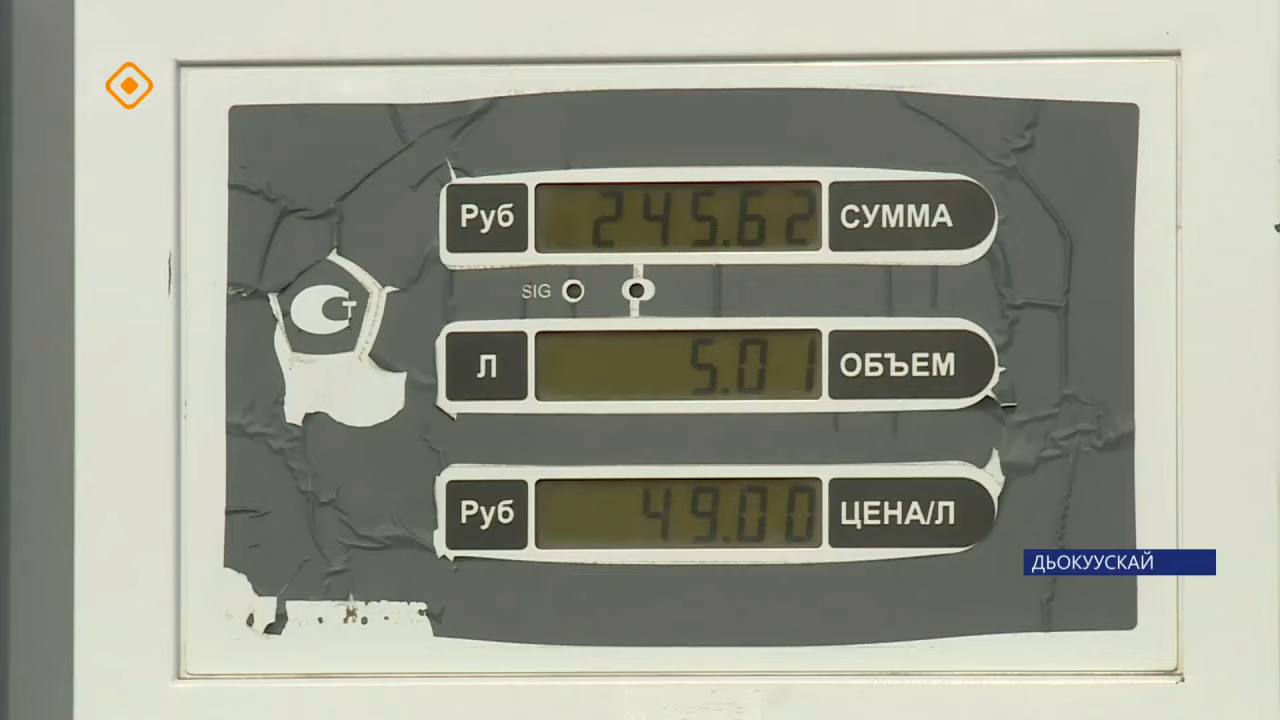 Руб 245.62 СУММА
SIG
Л 5.01 ОБЪЕМ
Руб 49.00 ЦЕНА/Л
ДЬОКУУСКАЙ